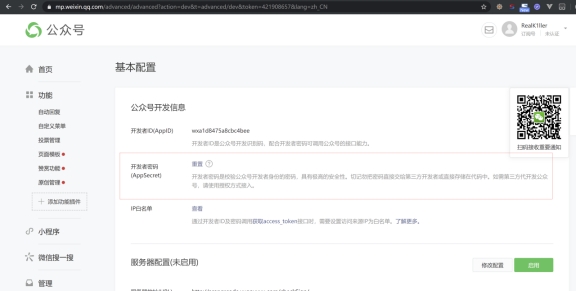 mp.weixin.qq.com/advanced/advanced?action=dev&t=advanced/dev&token=421908657&lang=zh_CN
公众号
RealK1ller
订阅号 未认证
首页
功能
自动回复
自定义菜单
投票管理
页面模板
赞赏功能
原创管理
+ 添加功能插件
小程序
微信搜一搜
管理
基本配置
公众号开发信息
开发者ID(AppID) wxa1d8475a8cbc4bee
开发者ID是公众号开发识别码，配合开发者密码可调用公众号的接口能力。
开发者密码 重置 ?
(AppSecret)
开发者密码是校验公众号开发者身份的密码，具有极高的安全性。切记勿把密码直接交给第三方开发者或直接存储在代码中。如需第三方代开发公众
号，请使用授权方式接入。
IP白名单 查看
通过开发者ID及密码调用获取access_token接口时，需要设置访问来源IP为白名单。了解更多。
服务器配置(未启用)
修改配置
启用
扫码接收重要通知